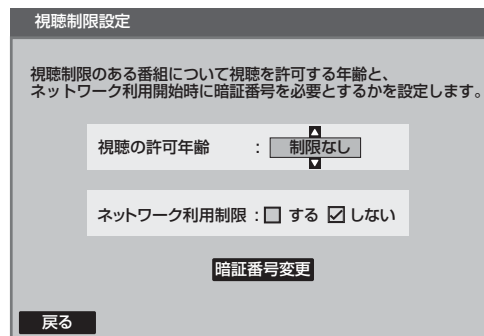 視聴制限設定
視聴制限のある番組について視聴を許可する年齢と、
ネットワーク利用開始時に暗証番号を必要とするかを設定します。
視聴の許可年齢 : 制限なし
ネットワーク利用制限 : する しない
暗証番号変更
戻る